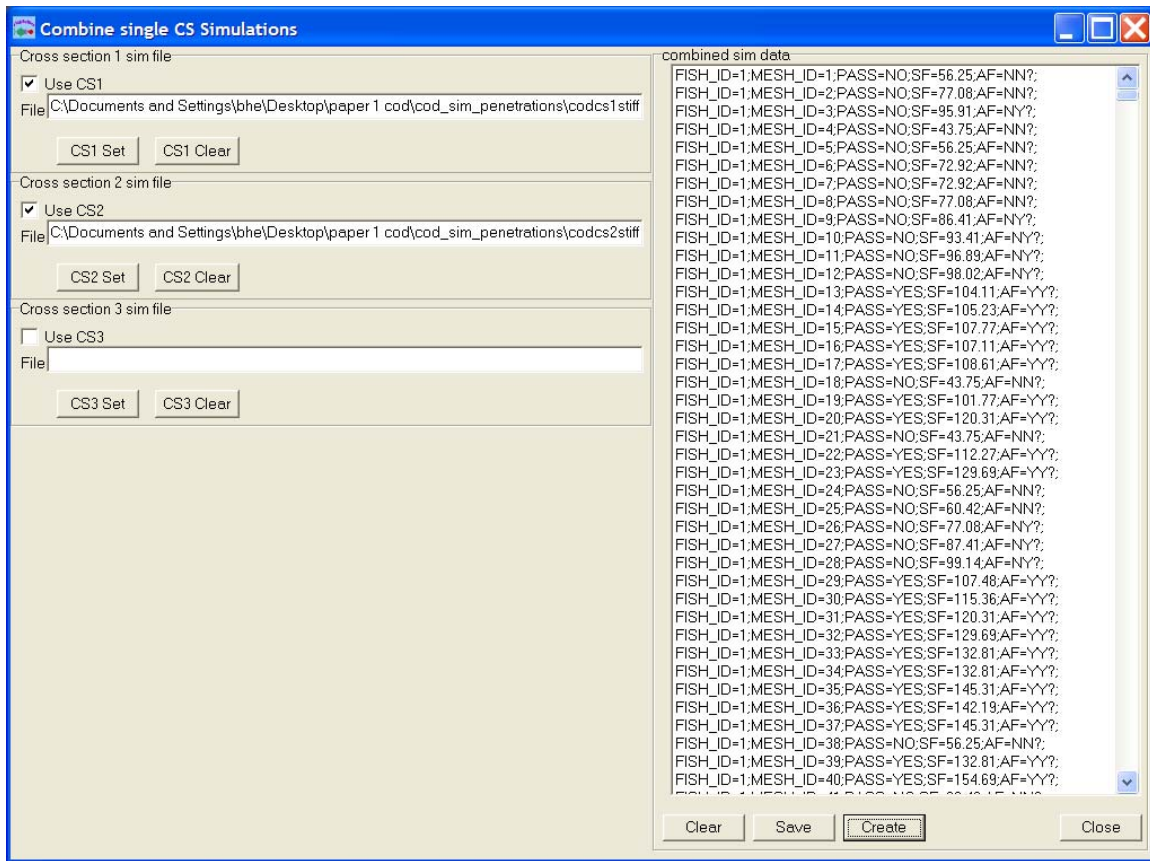 Combine single CS Simulations
Cross section 1 sim file
Use CS1
File C:\Documents and Settings\bhe\Desktop\paper 1 cod\cod_sim_penetrations\codcs1stiff
CS1 Set CS1 Clear
Cross section 2 sim file
Use CS2
File C:\Documents and Settings\bhe\Desktop\paper 1 cod\cod_sim_penetrations\codcs2stiff
CS2 Set CS2 Clear
Cross section 3 sim file
Use CS3
File
CS3 Set CS3 Clear
combined sim data
FISH_ID=1;MESH_ID=1;PASS=NO;SF=56.25;AF=NN?;
FISH_ID=1;MESH_ID=2;PASS=NO;SF=77.08;AF=NN?;
FISH_ID=1;MESH_ID=3;PASS=NO;SF=95.91;AF=NY?;
FISH_ID=1;MESH_ID=4;PASS=NO;SF=43.75;AF=NN?;
FISH_ID=1;MESH_ID=5;PASS=NO;SF=56.25;AF=NN?;
FISH_ID=1;MESH_ID=6;PASS=NO;SF=72.92;AF=NN?;
FISH_ID=1;MESH_ID=7;PASS=NO;SF=72.92;AF=NN?;
FISH_ID=1;MESH_ID=8;PASS=NO;SF=77.08;AF=NN?;
FISH_ID=1;MESH_ID=9;PASS=NO;SF=86.41;AF=NY?;
FISH_ID=1;MESH_ID=10;PASS=NO;SF=93.41;AF=NY?;
FISH_ID=1;MESH_ID=11;PASS=NO;SF=96.89;AF=NY?;
FISH_ID=1;MESH_ID=12;PASS=NO;SF=98.02;AF=NY?;
FISH_ID=1;MESH_ID=13;PASS=YES;SF=104.11;AF=YY?;
FISH_ID=1;MESH_ID=14;PASS=YES;SF=105.23;AF=YY?;
FISH_ID=1;MESH_ID=15;PASS=YES;SF=107.77;AF=YY?;
FISH_ID=1;MESH_ID=16;PASS=YES;SF=107.11;AF=YY?;
FISH_ID=1;MESH_ID=17;PASS=YES;SF=108.61;AF=YY?;
FISH_ID=1;MESH_ID=18;PASS=NO;SF=43.75;AF=NN?;
FISH_ID=1;MESH_ID=19;PASS=YES;SF=101.77;AF=YY?;
FISH_ID=1;MESH_ID=20;PASS=YES;SF=120.31;AF=YY?;
FISH_ID=1;MESH_ID=21;PASS=NO;SF=43.75;AF=NN?;
FISH_ID=1;MESH_ID=22;PASS=YES;SF=112.27;AF=YY?;
FISH_ID=1;MESH_ID=23;PASS=YES;SF=129.69;AF=YY?;
FISH_ID=1;MESH_ID=24;PASS=NO;SF=56.25;AF=NN?;
FISH_ID=1;MESH_ID=25;PASS=NO;SF=60.42;AF=NN?;
FISH_ID=1;MESH_ID=26;PASS=NO;SF=77.08;AF=NY?;
FISH_ID=1;MESH_ID=27;PASS=NO;SF=87.41;AF=NY?;
FISH_ID=1;MESH_ID=28;PASS=NO;SF=99.14;AF=NY?;
FISH_ID=1;MESH_ID=29;PASS=YES;SF=107.48;AF=YY?;
FISH_ID=1;MESH_ID=30;PASS=YES;SF=115.36;AF=YY?;
FISH_ID=1;MESH_ID=31;PASS=YES;SF=120.31;AF=YY?;
FISH_ID=1;MESH_ID=32;PASS=YES;SF=129.69;AF=YY?;
FISH_ID=1;MESH_ID=33;PASS=YES;SF=132.81;AF=YY?;
FISH_ID=1;MESH_ID=34;PASS=YES;SF=132.81;AF=YY?;
FISH_ID=1;MESH_ID=35;PASS=YES;SF=145.31;AF=YY?;
FISH_ID=1;MESH_ID=36;PASS=YES;SF=142.19;AF=YY?;
FISH_ID=1;MESH_ID=37;PASS=YES;SF=145.31;AF=YY?;
FISH_ID=1;MESH_ID=38;PASS=NO;SF=56.25;AF=NN?;
FISH_ID=1;MESH_ID=39;PASS=YES;SF=132.81;AF=YY?;
FISH_ID=1;MESH_ID=40;PASS=YES;SF=154.69;AF=YY?;
Clear Save Create Close